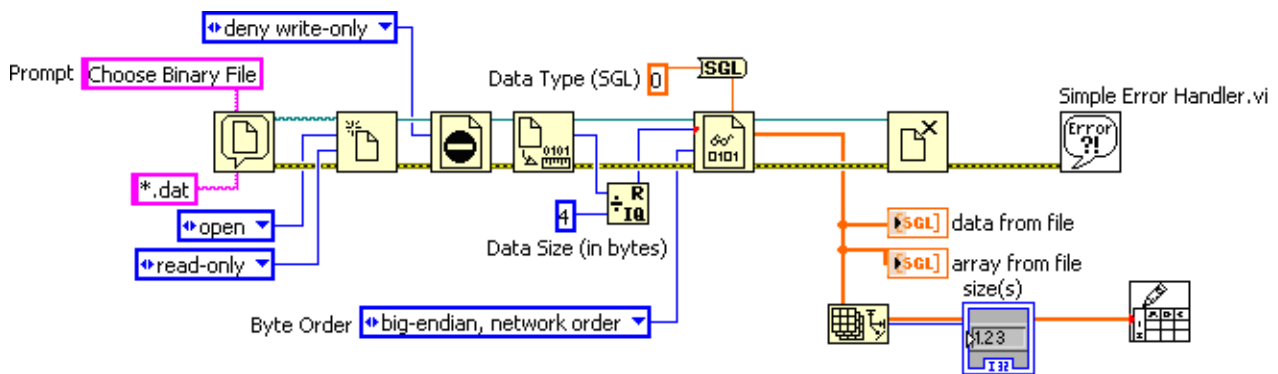 deny write-only
Prompt Choose Binary File
Data Type (SGL) 0 SGL
Simple Error Handler.vi
Error
?!
0101
0101
*.dat
÷ R
IQ
open
4
SGL data from file
Data Size (in bytes)
read-only
SGL array from file
size(s)
Byte Order big-endian, network order
1.23
I32